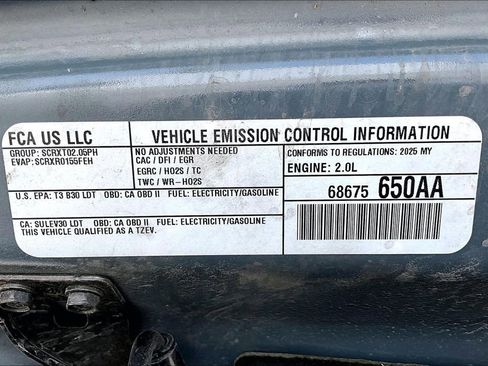 FCA US LLC
VEHICLE EMISSION CONTROL INFORMATION
GROUP: SCRXT02.05PH
EVAP: SCRXR0155FEH
NO ADJUSTMENTS NEEDED
CAC / DFI / EGR
EGRC / HO2S / TC
TWC / WR-HO2S
CONFORMS TO REGULATIONS: 2025 MY
ENGINE: 2.0L
68675 650AA
U.S. EPA: T3 B30 LDT OBD: CA OBD II FUEL: ELECTRICITY/GASOLINE
CA: SULEV30 LDT OBD: CA OBD II FUEL: ELECTRICITY/GASOLINE
THIS VEHICLE QUALIFIED AS A TZEV.